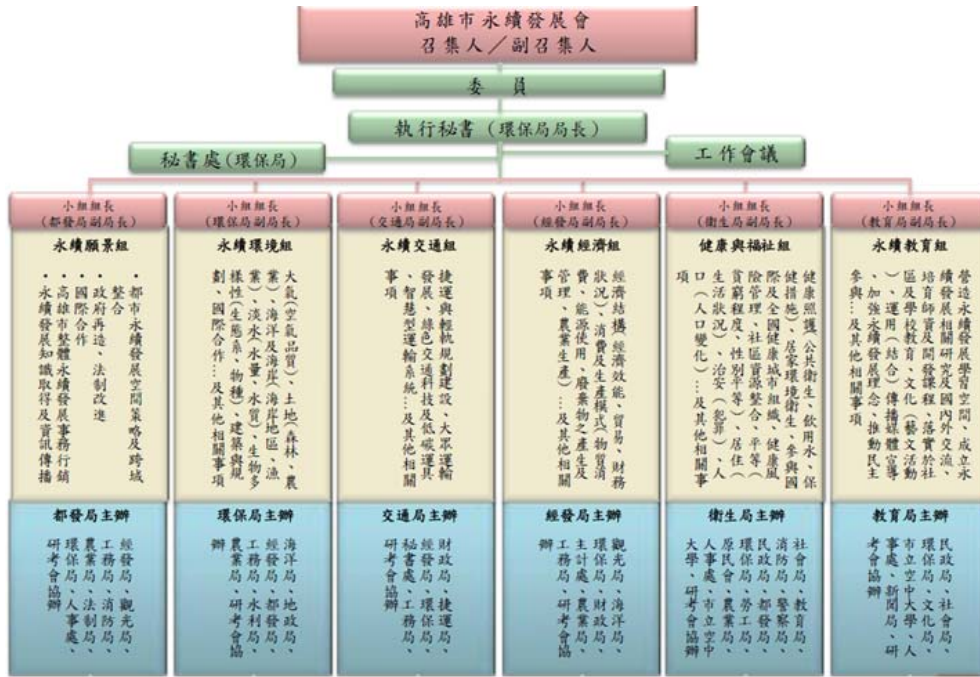 高雄市永續發展會
召集人／副召集人
委 員
執行秘書（環保局局長）
秘書處(環保局)
工作會議
小組組長
(都發局副局長)
永續願景組
・都市永續發展空間策略及跨域
整合
・政府再造、法制改進
・國際合作
・高雄市整體永續發展事務行銷
・永續發展知識取得及資訊傳播
都發局主辦
經發局、觀光局、
工務局、消防局、
農業局、法制局、
環保局、人事處、
研考會協辦
小組組長
(環保局副局長)
永續環境組
大氣(空氣品質)、土地(森林、農
業)、海洋及海岸(海岸地區、漁
業)、淡水(水量、水質)、生物多
樣性(生態系、物種)、建築與規
劃、國際合作…及其他相關事項
環保局主辦
海洋局、地政局、
經發局、都發局、
工務局、水利局、
農業局、研考會協
辦
小組組長
(交通局副局長)
永續交通組
捷運與輕軌規劃建設、大眾運輸
發展、綠色交通科技及低碳運具
、智慧型運輸系統…及其他相關
事項
交通局主辦
財政局、捷運局、
經發局、環保局、
秘書處、工務局、
研考會協辦
小組組長
(經發局副局長)
永續經濟組
經濟結構(經濟效能、貿易、財務
狀況)、消費及生產模式(物質消
費、能源使用、廢棄物之產生及
管理、農業生產)…及其他相關
事項
經發局主辦
觀光局、海洋局、
環保局、財政局、
主計處、農業局、
工務局、研考會協
辦
小組組長
(衛生局副局長)
健康與福祉組
健康照護、公共衛生、飲用水、保
健措施)、居家環境衛生、參與國
際及全國健康城市組織、健康風
險管理、社區資源整合、平等(
貧窮程度、性別平等)、居住(
生活狀況)、治安(犯罪)、人
口(人口變化)…及其他相關事
項
衛生局主辦
社會局、教育局、
消防局、警察局、
民政局、都發局、
環保局、勞工局、
原民會、農業局、
人事處、市立空中
大學、研考會協辦
小組組長
(教育局副局長)
永續教育組
營造永續發展學習空間、成立永
續發展相關研究及國內外交流、
培育師資及開發課程、落實於社
區及學校教育、文化(藝文活動
)、運用(結合)傳播媒體宣導
、加強永續發展理念、推動民主
參與…及其他相關事項
教育局主辦
民政局、社會局、
環保局、文化局、
市立空中大學、人
事處、新聞局、研
考會協辦